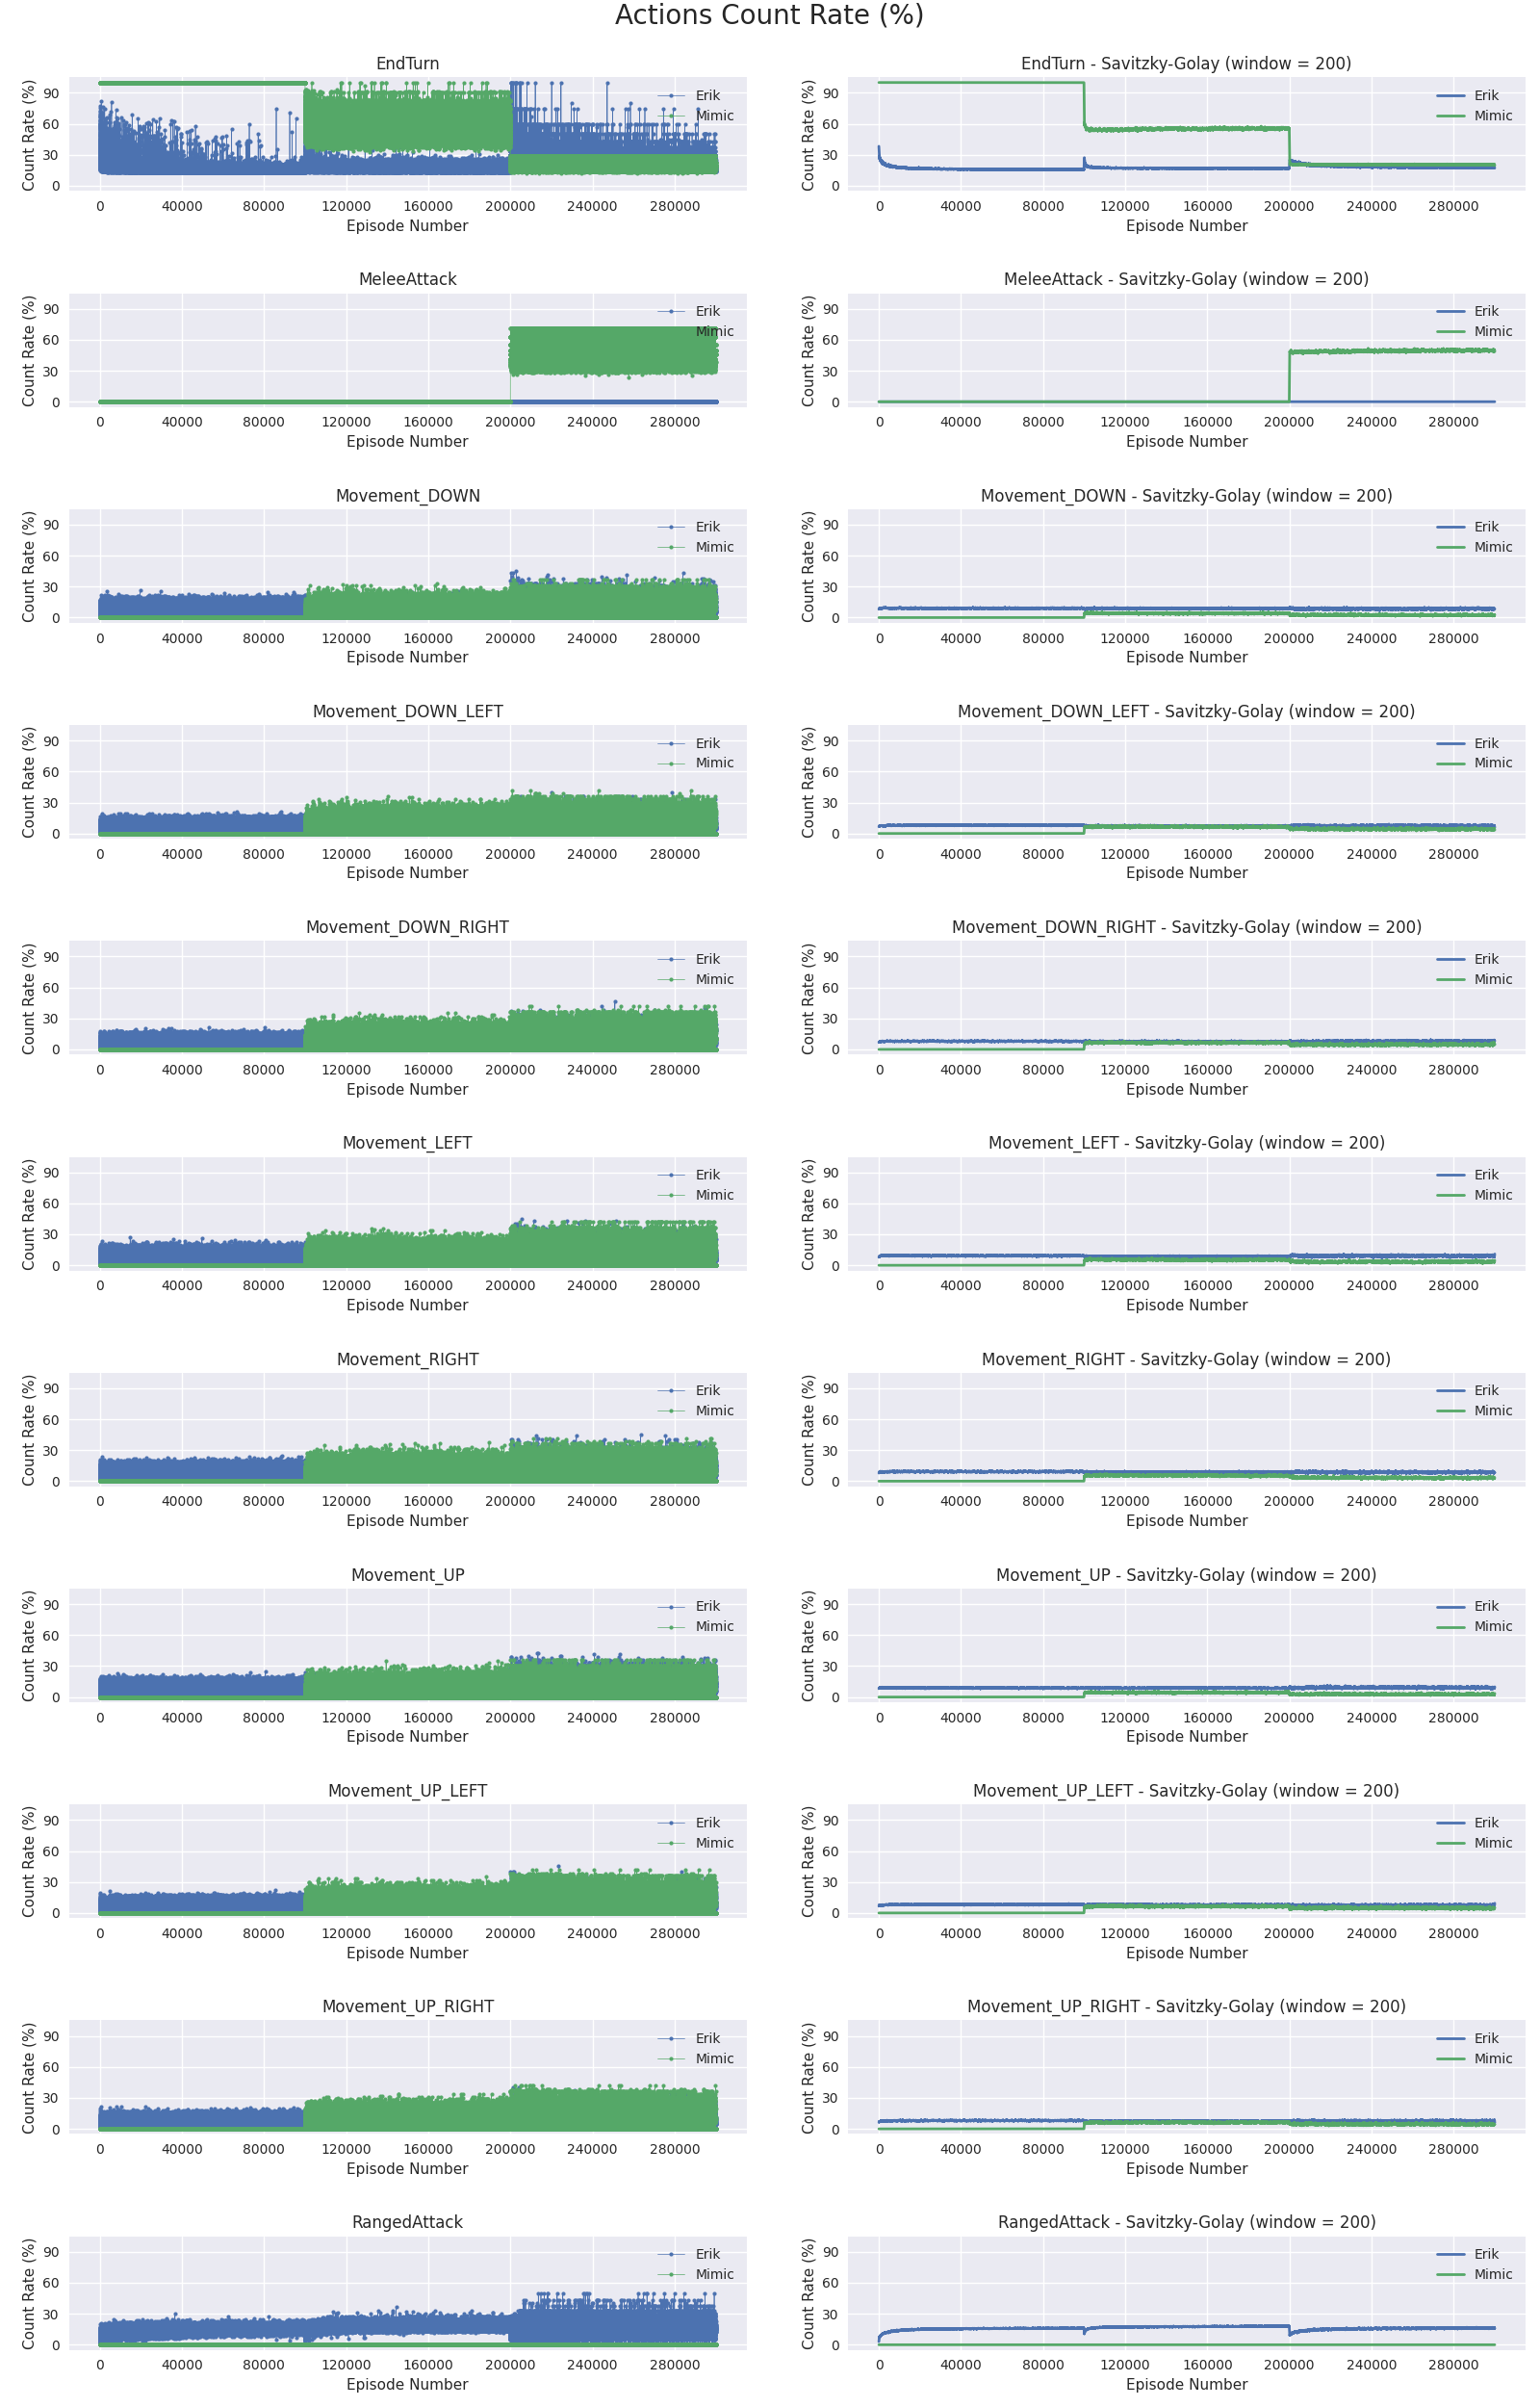 Actions Count Rate (%)
EndTurn
Count Rate (%)
90
60
30
0
Erik
Mimic
0 40000 80000 120000 160000 200000 240000 280000
Episode Number
EndTurn - Savitzky-Golay (window = 200)
Count Rate (%)
90
60
30
0
Erik
Mimic
0 40000 80000 120000 160000 200000 240000 280000
Episode Number
MeleeAttack
Count Rate (%)
90
60
30
0
Erik
Mimic
0 40000 80000 120000 160000 200000 240000 280000
Episode Number
MeleeAttack - Savitzky-Golay (window = 200)
Count Rate (%)
90
60
30
0
Erik
Mimic
0 40000 80000 120000 160000 200000 240000 280000
Episode Number
Movement_DOWN
Count Rate (%)
90
60
30
0
Erik
Mimic
0 40000 80000 120000 160000 200000 240000 280000
Episode Number
Movement_DOWN - Savitzky-Golay (window = 200)
Count Rate (%)
90
60
30
0
Erik
Mimic
0 40000 80000 120000 160000 200000 240000 280000
Episode Number
Movement_DOWN_LEFT
Count Rate (%)
90
60
30
0
Erik
Mimic
0 40000 80000 120000 160000 200000 240000 280000
Episode Number
Movement_DOWN_LEFT - Savitzky-Golay (window = 200)
Count Rate (%)
90
60
30
0
Erik
Mimic
0 40000 80000 120000 160000 200000 240000 280000
Episode Number
Movement_DOWN_RIGHT
Count Rate (%)
90
60
30
0
Erik
Mimic
0 40000 80000 120000 160000 200000 240000 280000
Episode Number
Movement_DOWN_RIGHT - Savitzky-Golay (window = 200)
Count Rate (%)
90
60
30
0
Erik
Mimic
0 40000 80000 120000 160000 200000 240000 280000
Episode Number
Movement_LEFT
Count Rate (%)
90
60
30
0
Erik
Mimic
0 40000 80000 120000 160000 200000 240000 280000
Episode Number
Movement_LEFT - Savitzky-Golay (window = 200)
Count Rate (%)
90
60
30
0
Erik
Mimic
0 40000 80000 120000 160000 200000 240000 280000
Episode Number
Movement_RIGHT
Count Rate (%)
90
60
30
0
Erik
Mimic
0 40000 80000 120000 160000 200000 240000 280000
Episode Number
Movement_RIGHT - Savitzky-Golay (window = 200)
Count Rate (%)
90
60
30
0
Erik
Mimic
0 40000 80000 120000 160000 200000 240000 280000
Episode Number
Movement_UP
Count Rate (%)
90
60
30
0
Erik
Mimic
0 40000 80000 120000 160000 200000 240000 280000
Episode Number
Movement_UP - Savitzky-Golay (window = 200)
Count Rate (%)
90
60
30
0
Erik
Mimic
0 40000 80000 120000 160000 200000 240000 280000
Episode Number
Movement_UP_LEFT
Count Rate (%)
90
60
30
0
Erik
Mimic
0 40000 80000 120000 160000 200000 240000 280000
Episode Number
Movement_UP_LEFT - Savitzky-Golay (window = 200)
Count Rate (%)
90
60
30
0
Erik
Mimic
0 40000 80000 120000 160000 200000 240000 280000
Episode Number
Movement_UP_RIGHT
Count Rate (%)
90
60
30
0
Erik
Mimic
0 40000 80000 120000 160000 200000 240000 280000
Episode Number
Movement_UP_RIGHT - Savitzky-Golay (window = 200)
Count Rate (%)
90
60
30
0
Erik
Mimic
0 40000 80000 120000 160000 200000 240000 280000
Episode Number
RangedAttack
Count Rate (%)
90
60
30
0
Erik
Mimic
0 40000 80000 120000 160000 200000 240000 280000
Episode Number
RangedAttack - Savitzky-Golay (window = 200)
Count Rate (%)
90
60
30
0
Erik
Mimic
0 40000 80000 120000 160000 200000 240000 280000
Episode Number